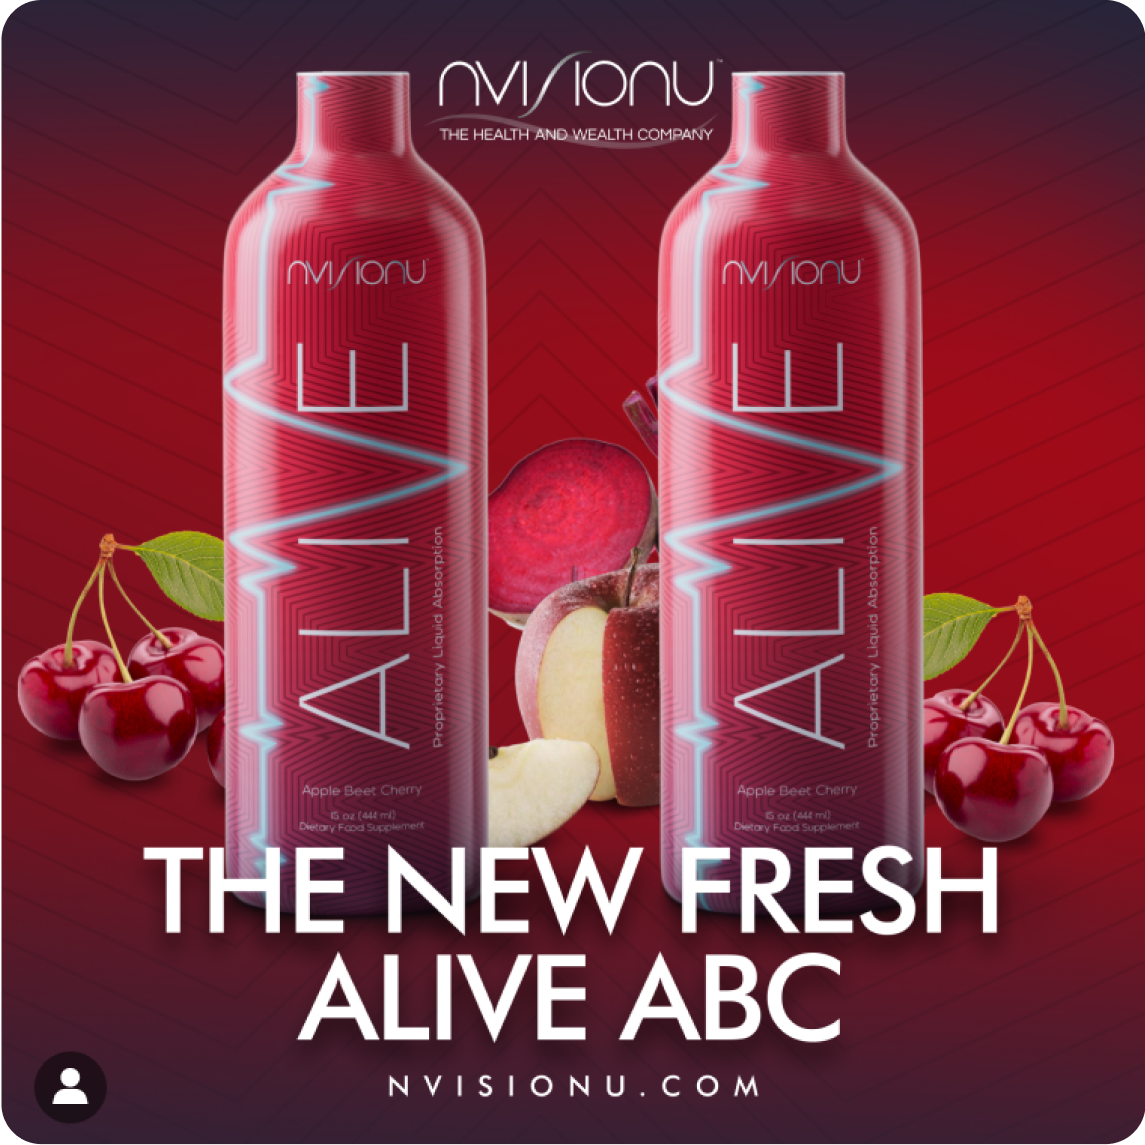 nvisionu™
THE HEALTH AND WEALTH COMPANY
nvisionu
ALIVE
Proprietary Liquid Absorption
Apple Beet Cherry
15 oz (444 ml)
Dietary Food Supplement
nvisionu
ALIVE
Proprietary Liquid Absorption
Apple Beet Cherry
15 oz (444 ml)
Dietary Food Supplement
THE NEW FRESH
ALIVE ABC
NVISIONU.COM